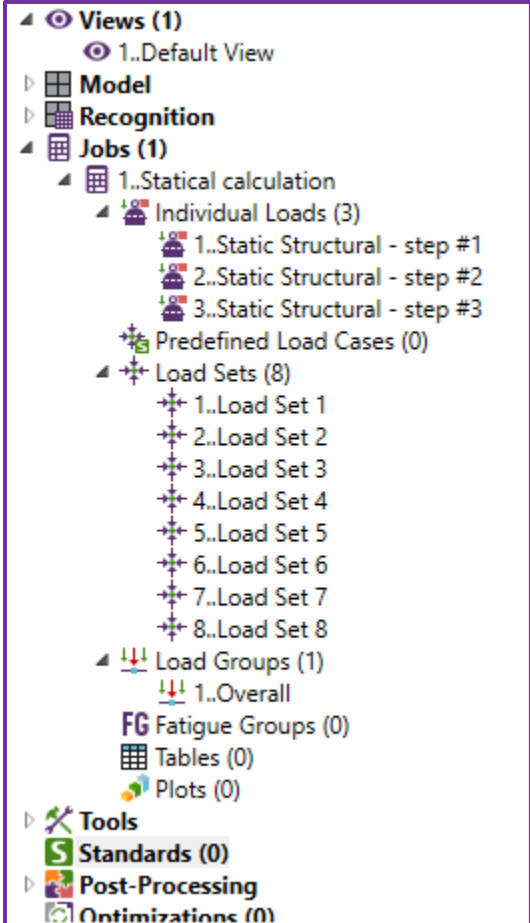 Views (1)
1..Default View
Model
Recognition
Jobs (1)
1..Statical calculation
Individual Loads (3)
1..Static Structural - step #1
2..Static Structural - step #2
3..Static Structural - step #3
Predefined Load Cases (0)
Load Sets (8)
1..Load Set 1
2..Load Set 2
3..Load Set 3
4..Load Set 4
5..Load Set 5
6..Load Set 6
7..Load Set 7
8..Load Set 8
Load Groups (1)
1..Overall
FG Fatigue Groups (0)
Tables (0)
Plots (0)
Tools
S Standards (0)
Post-Processing
Optimizations (0)